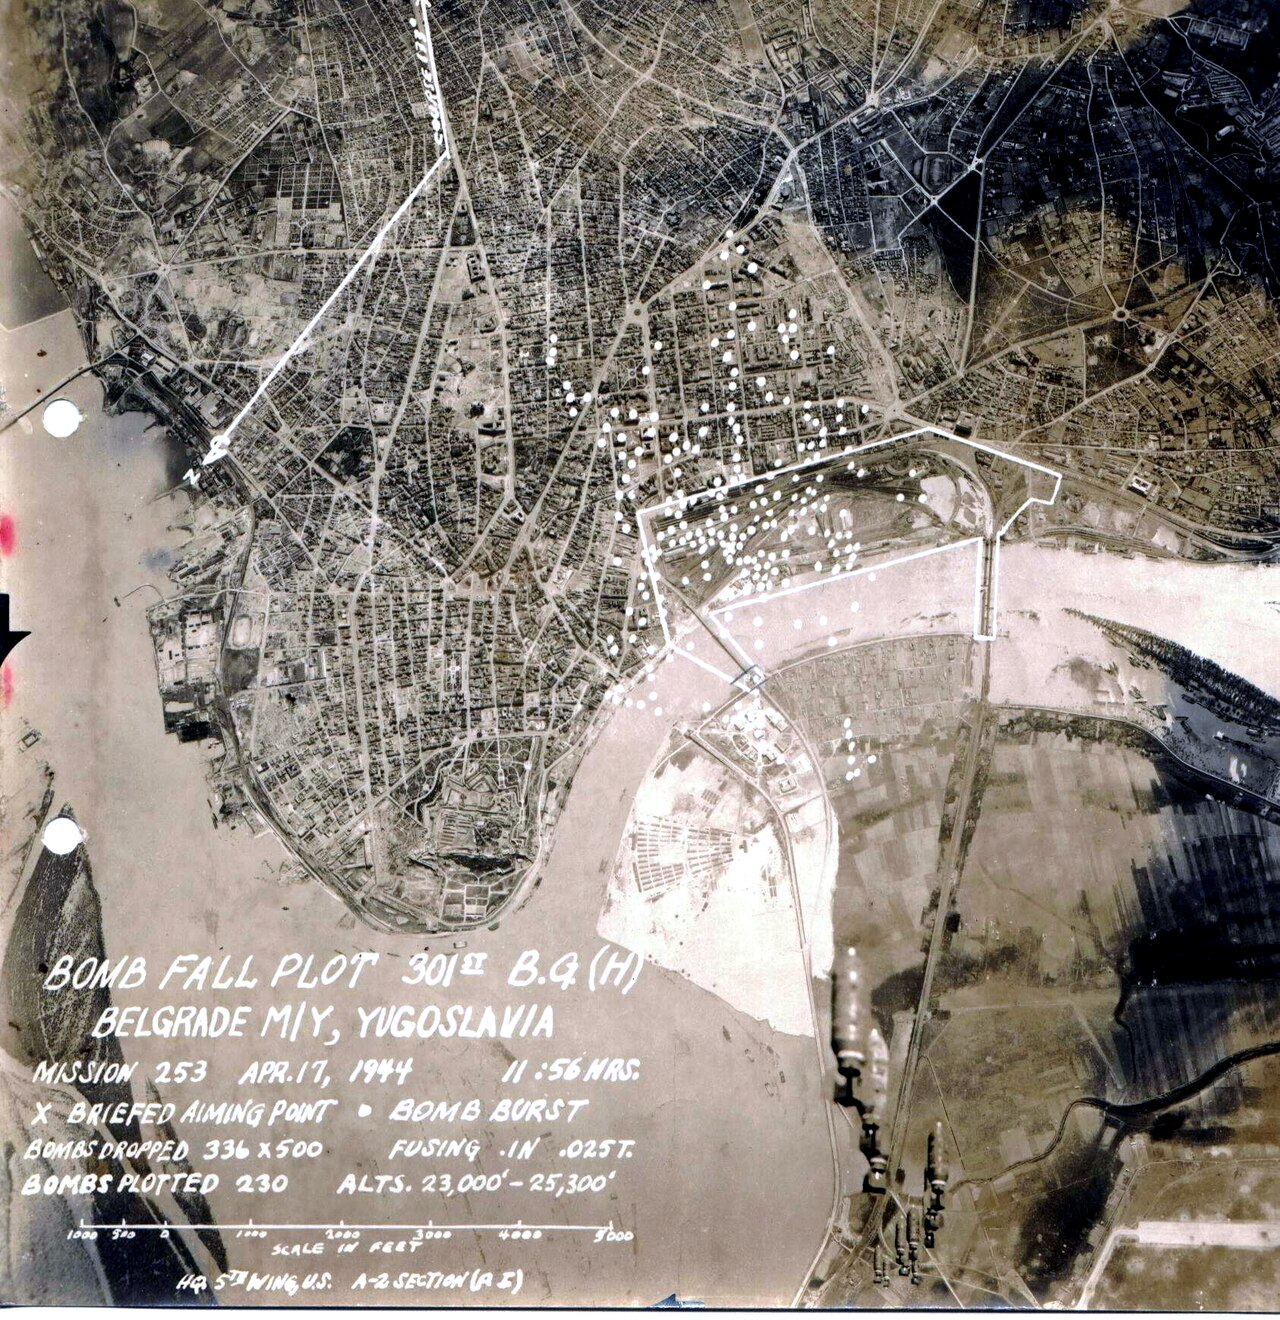 N
BOMB FALL PLOT 301ST B.G (H)
BELGRADE M/Y, YUGOSLAVIA
MISSION 253 APR. 17, 1944 11:56 HRS.
X BRIEFED AIMING POINT • BOMB BURST
BOMBS DROPPED 336 X 500 FUSING .1N .025T.
BOMBS PLOTTED 230 ALTS. 23,000' - 25,300'
1000 500 0 1000 2000 3000 4000 5000
SCALE IN FEET
HQ 5TH WING, U.S. A-2 SECTION (P I)